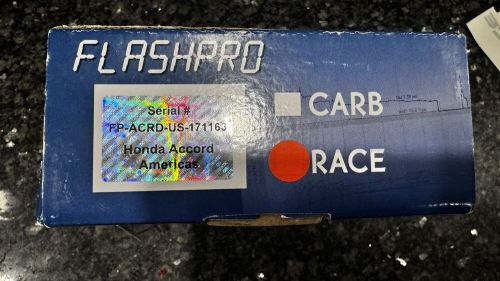 FLASHPRO
Serial #
FP-ACRD-US-171163
Honda Accord
Americas
CARB
RACE